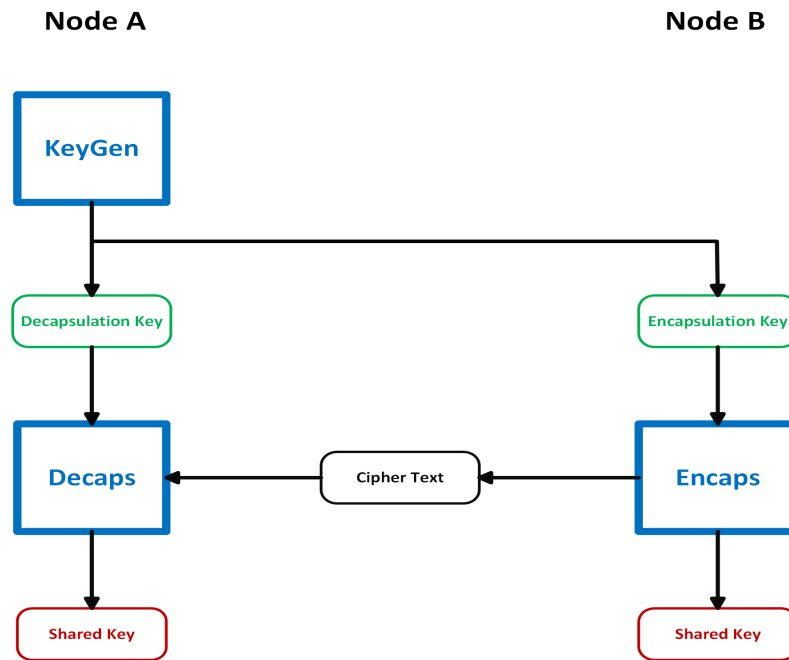 Node A
Node B
KeyGen
Decapsulation Key
Encapsulation Key
Decaps
Cipher Text
Encaps
Shared Key
Shared Key